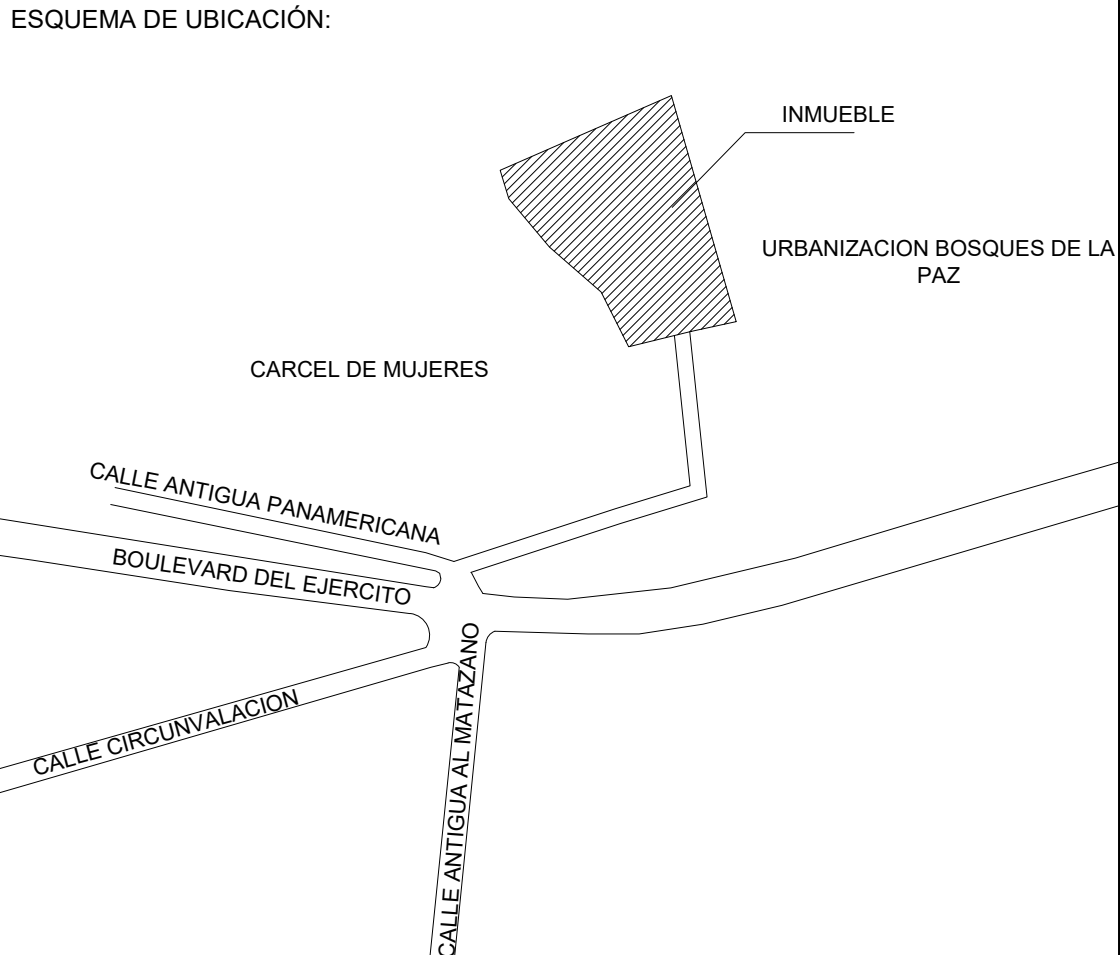 ESQUEMA DE UBICACIÓN:
INMUEBLE
URBANIZACION BOSQUES DE LA
PAZ
CARCEL DE MUJERES
CALLE ANTIGUA PANAMERICANA
BOULEVARD DEL EJERCITO
CALLE CIRCUNVALACION
CALLE ANTIGUA AL MATAZANO